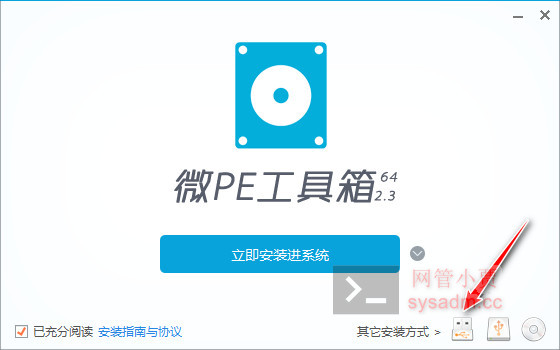 微PE工具箱 64
2.3
立即安装进系统
网管小贾
sysadm.cc
已充分阅读 安装指南与协议
其它安装方式 >